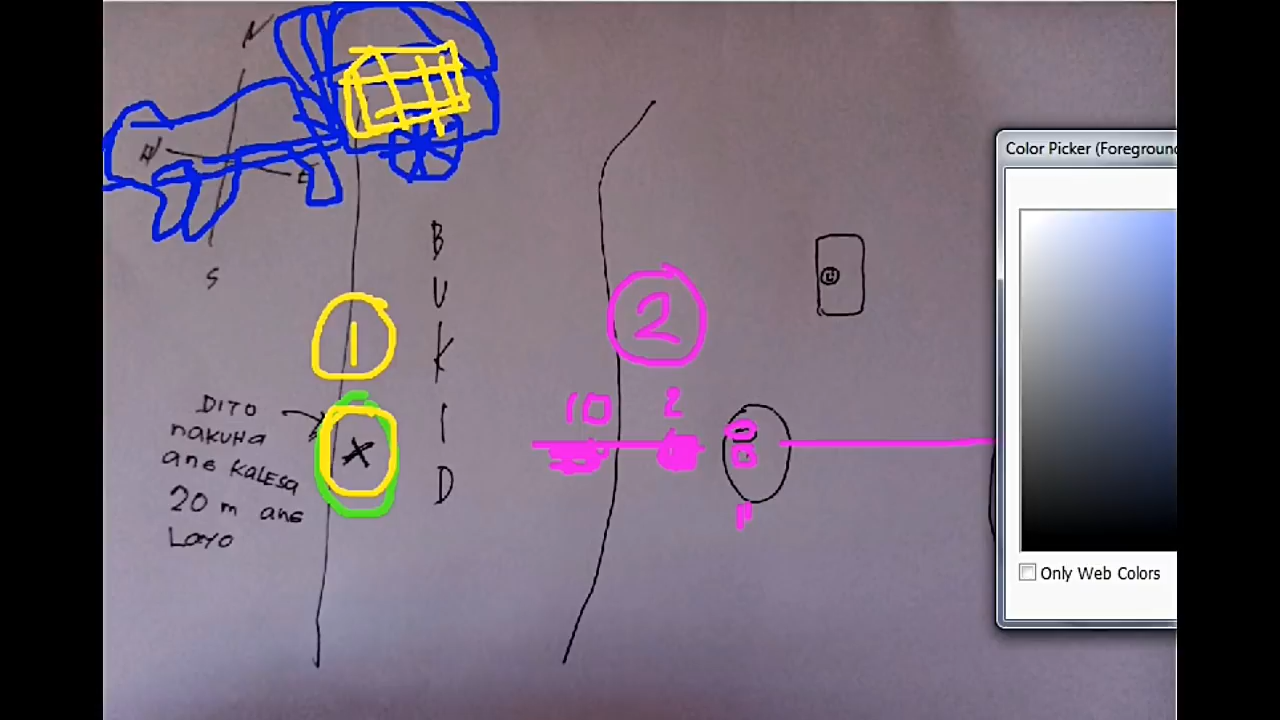 N
W
E
S
B
U
K
I
D
1
DITO
nakuha
ang KALESA
20 m ang
Layo
2
10
2
Color Picker (Foreground
Only Web Colors